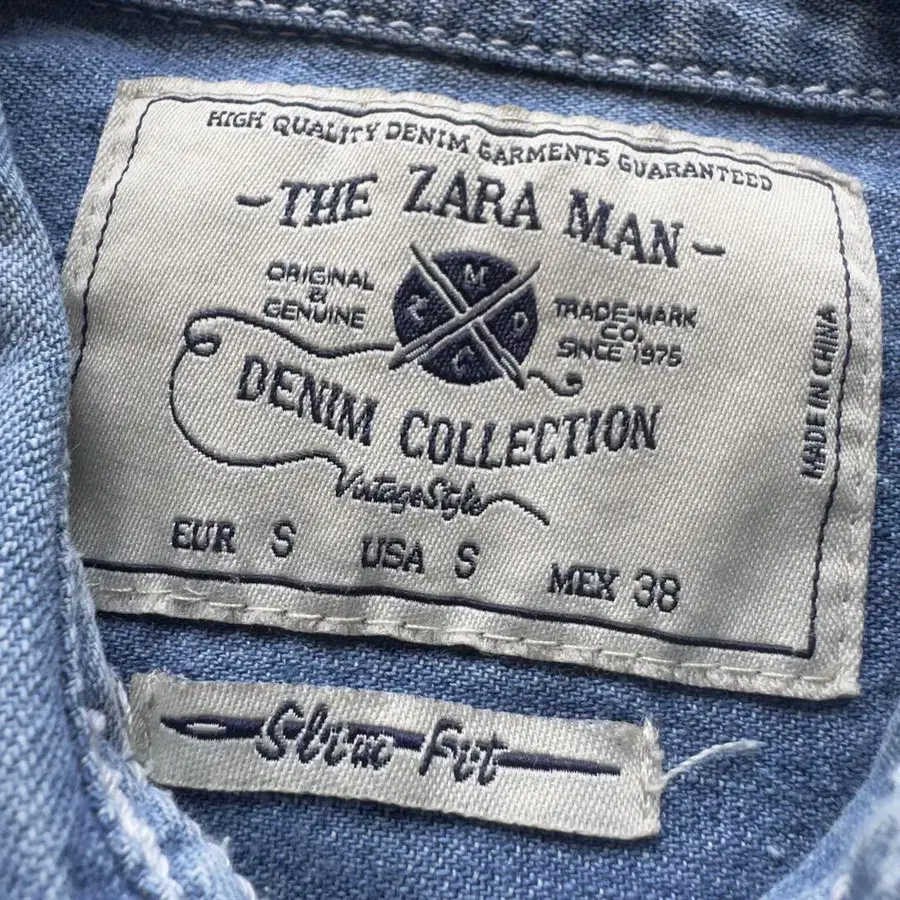 HIGH QUALITY DENIM GARMENTS GUARANTEED
-THE ZARA MAN-
ORIGINAL
&
GENUINE
M
Z D
C
TRADE-MARK
CO.
SINCE 1975
DENIM COLLECTION
Vintage Style
EUR S USA S MEX 38
MADE IN CHINA
Slim Fit